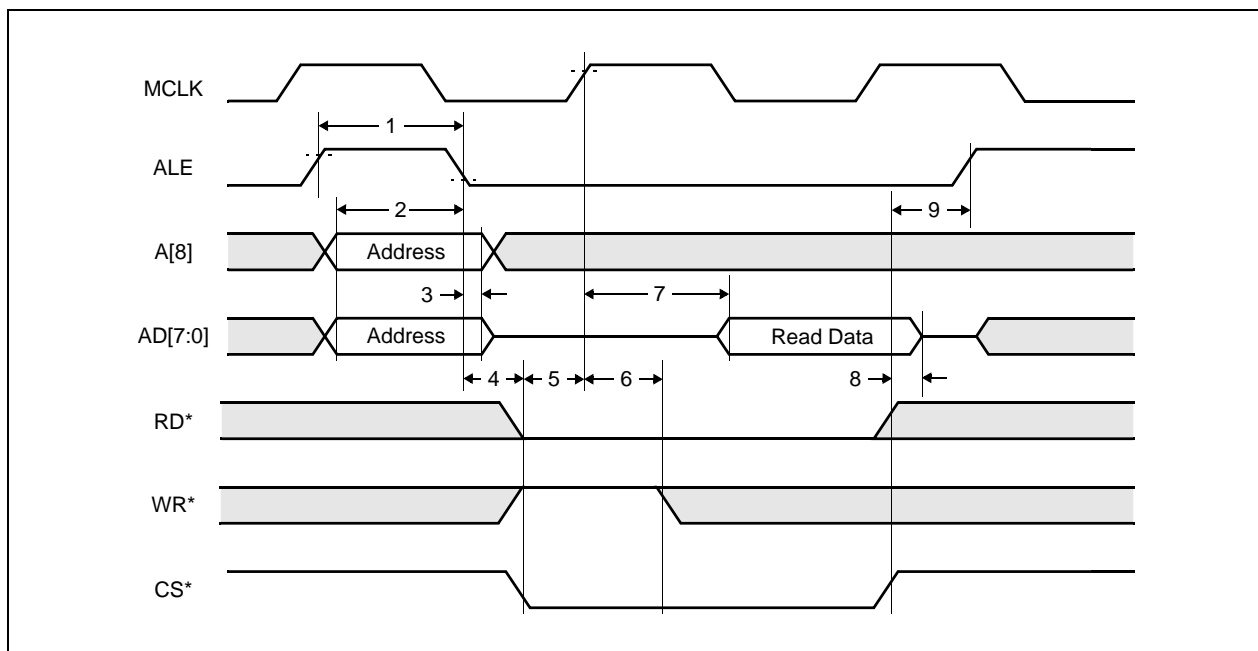 MCLK
1
ALE
2
9
A[8]
Address
3
7
AD[7:0]
Address
Read Data
4
5
6
8
RD*
WR*
CS*